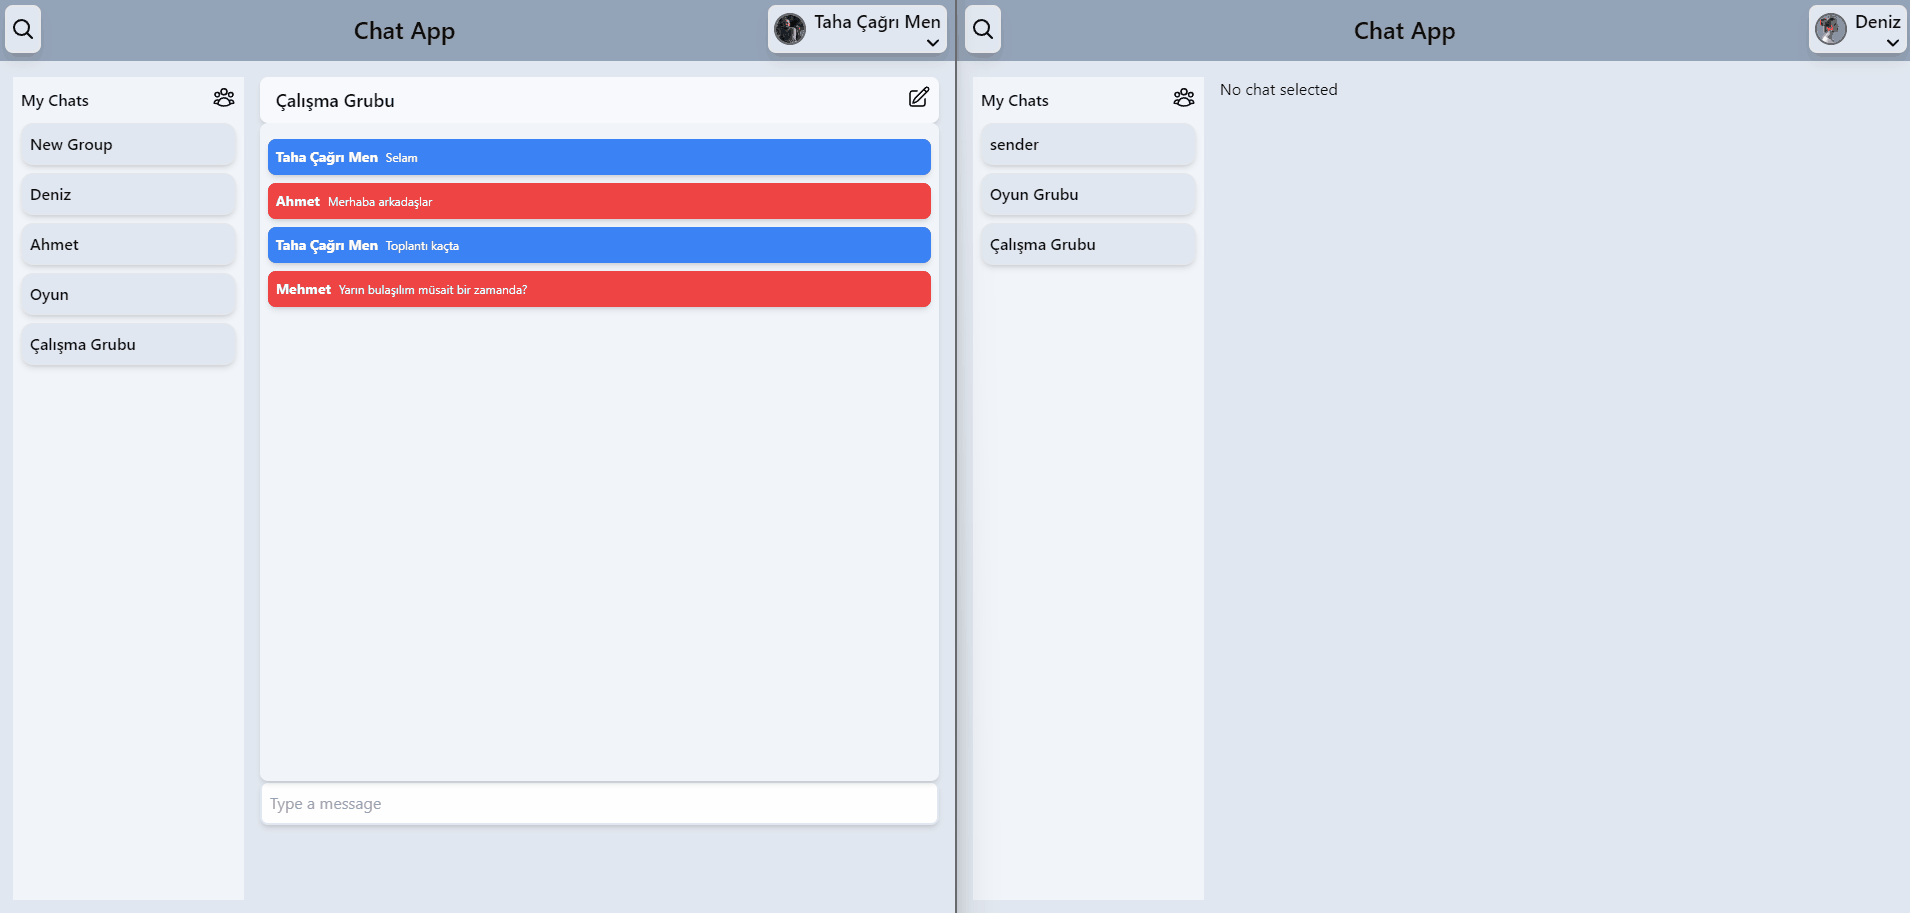 Chat App
Taha Çağrı Men
My Chats
New Group
Deniz
Ahmet
Oyun
Çalışma Grubu
Çalışma Grubu
Taha Çağrı Men Selam
Ahmet Merhaba arkadaşlar
Taha Çağrı Men Toplantı kaçta
Mehmet Yarın bulaşılım müsait bir zamanda?
Type a message
Chat App
Deniz
My Chats
sender
Oyun Grubu
Çalışma Grubu
No chat selected